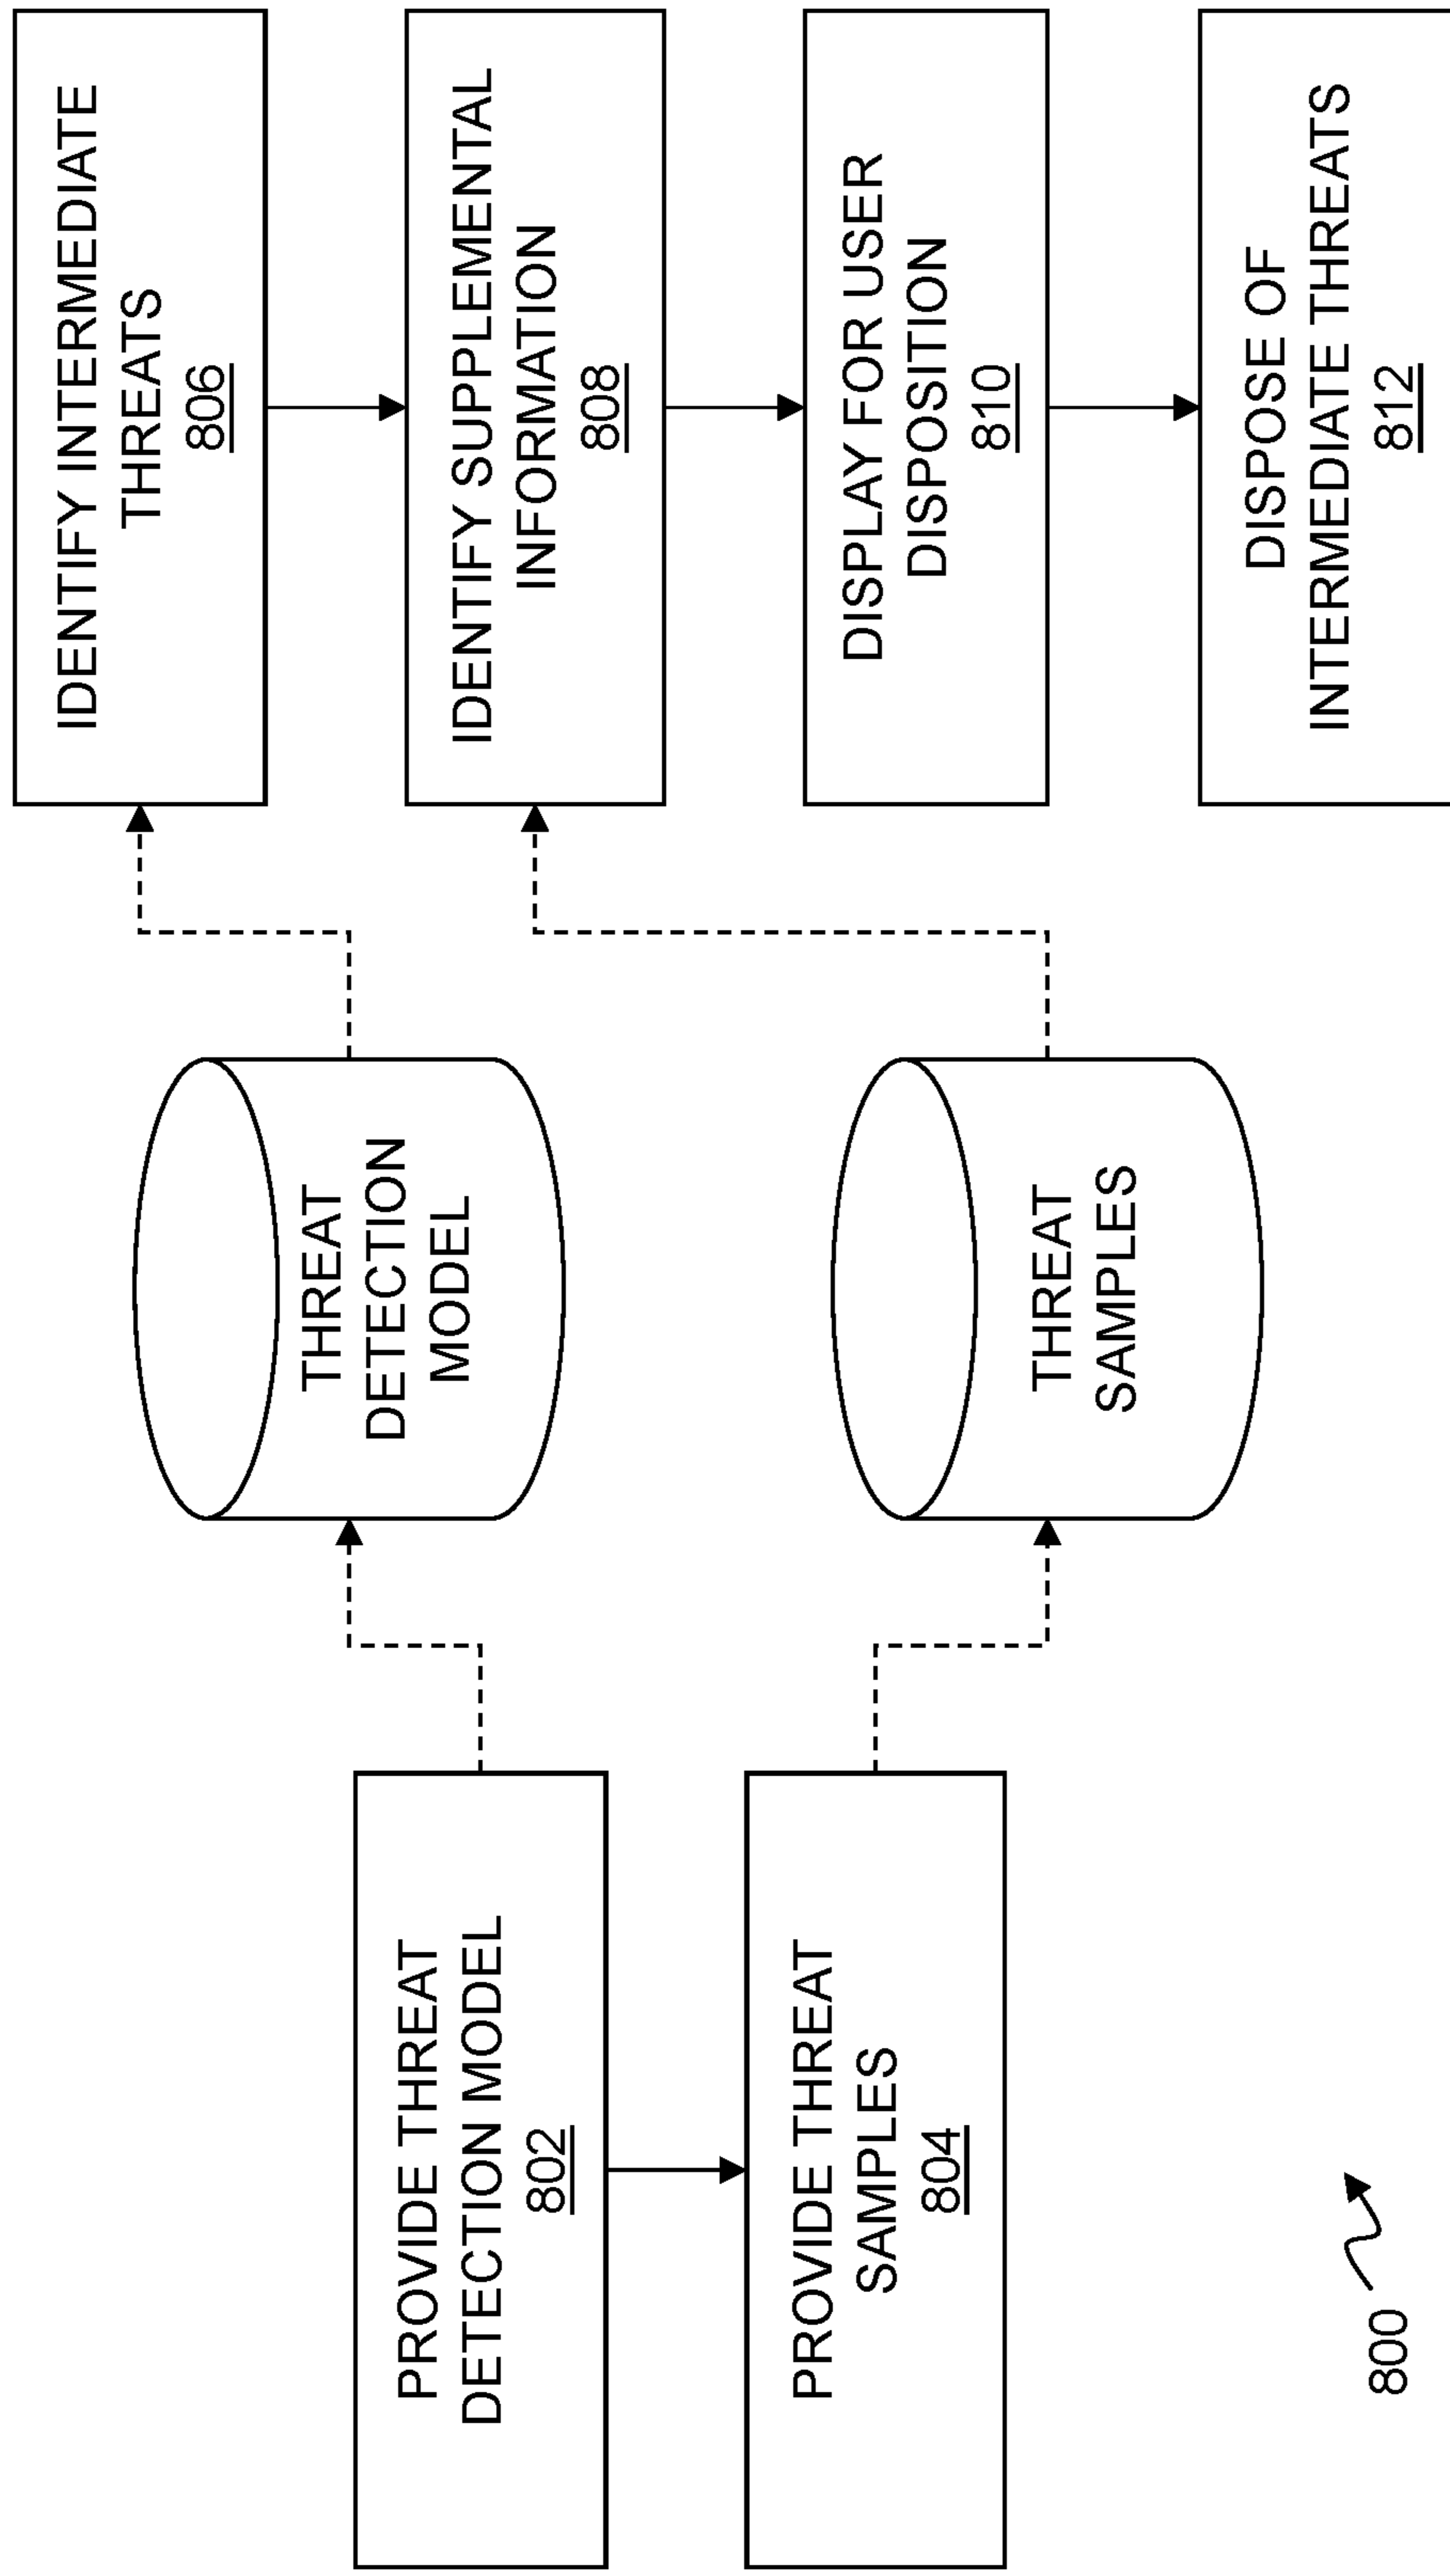 PROVIDE THREAT
DETECTION MODEL
802
PROVIDE THREAT
SAMPLES
804
800
THREAT
DETECTION
MODEL
THREAT
SAMPLES
IDENTIFY INTERMEDIATE
THREATS
806
IDENTIFY SUPPLEMENTAL
INFORMATION
808
DISPLAY FOR USER
DISPOSITION
810
DISPOSE OF
INTERMEDIATE THREATS
812